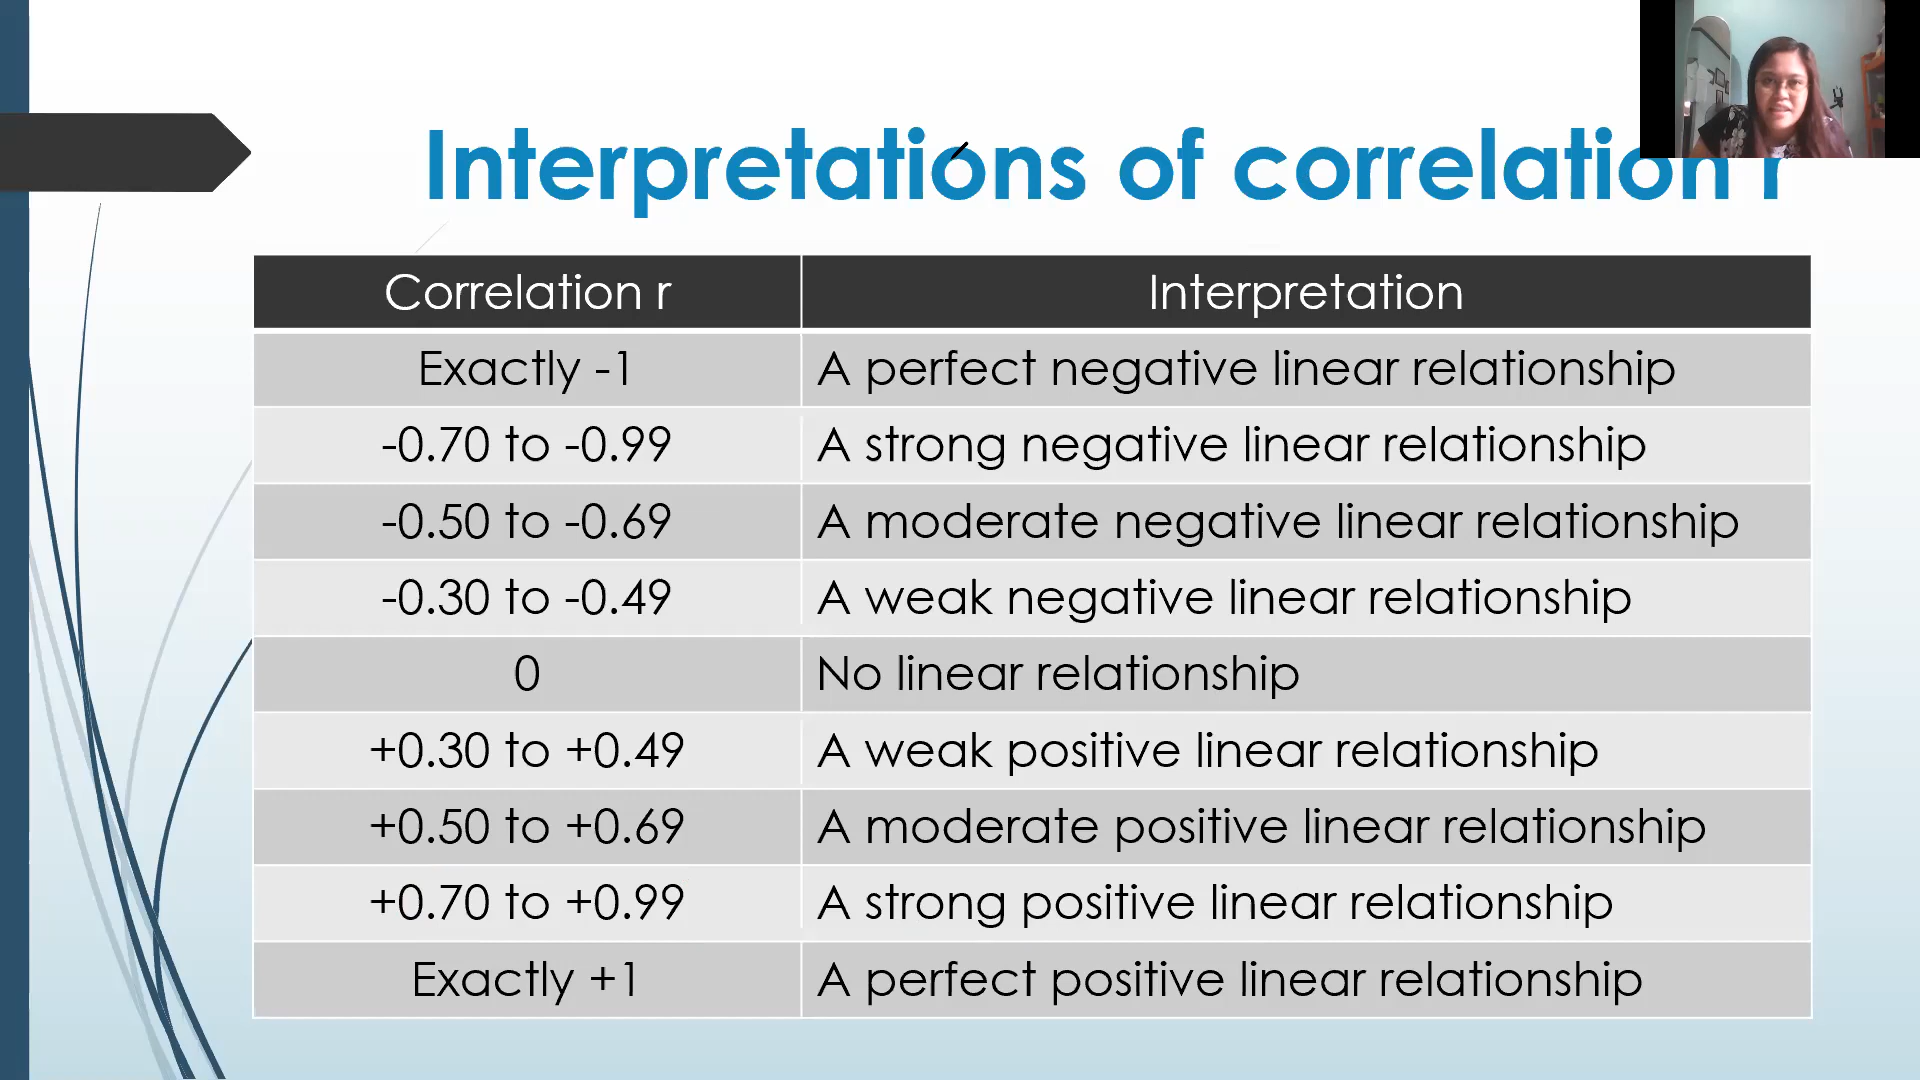 Interpretations of correlation r
Correlation r Interpretation
Exactly -1 A perfect negative linear relationship
-0.70 to -0.99 A strong negative linear relationship
-0.50 to -0.69 A moderate negative linear relationship
-0.30 to -0.49 A weak negative linear relationship
0 No linear relationship
+0.30 to +0.49 A weak positive linear relationship
+0.50 to +0.69 A moderate positive linear relationship
+0.70 to +0.99 A strong positive linear relationship
Exactly +1 A perfect positive linear relationship